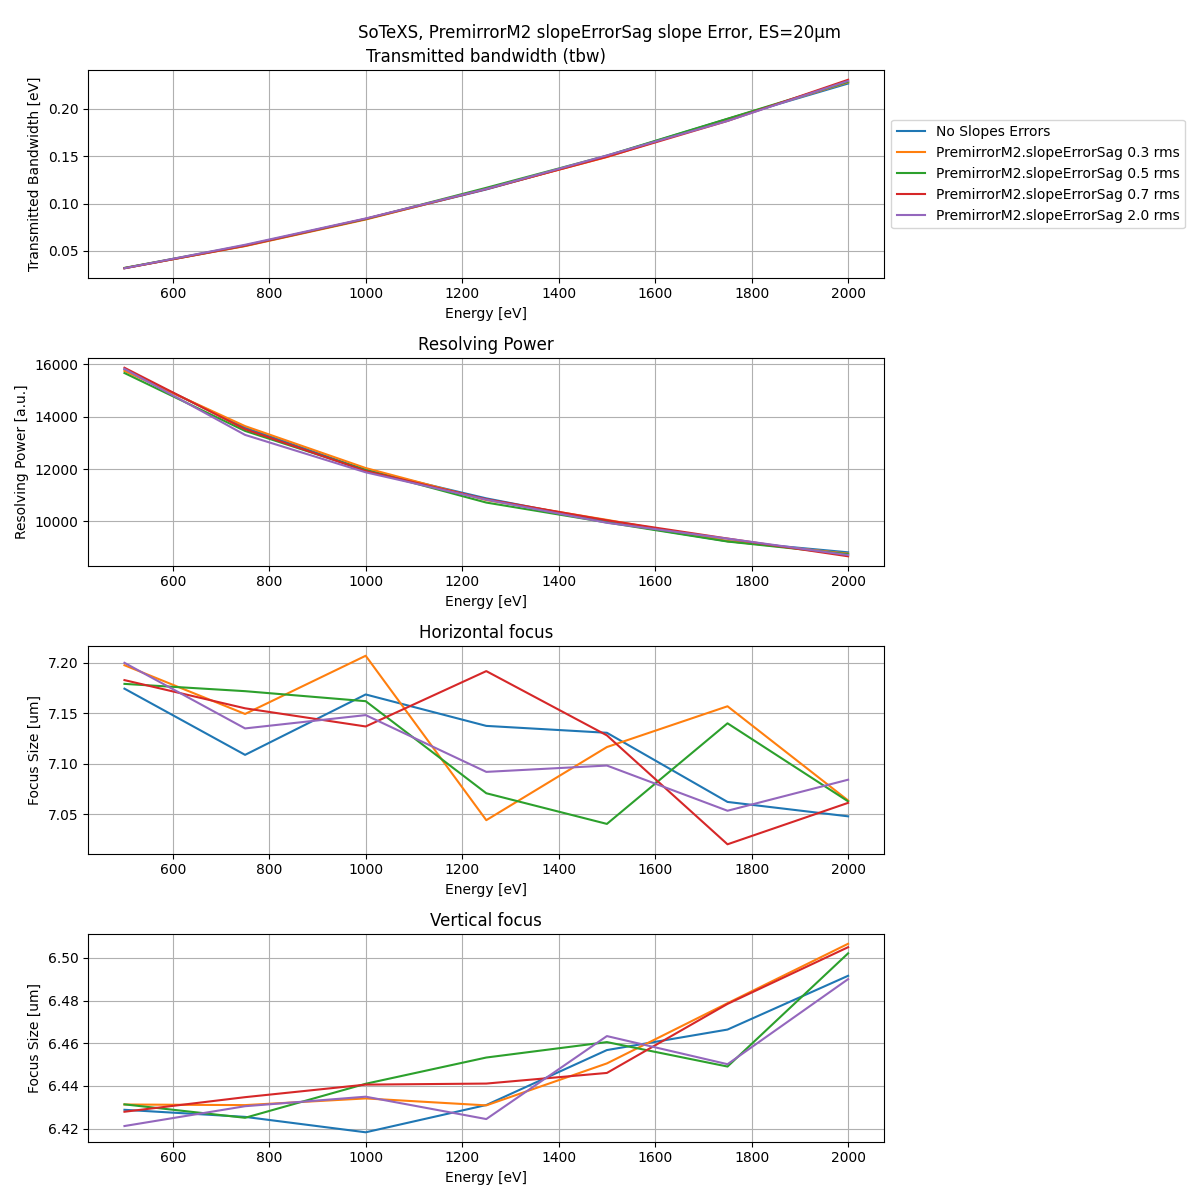 SoTeXS, PremirrorM2 slopeErrorSag slope Error, ES=20μm
Transmitted bandwidth (tbw)
Transmitted Bandwidth [eV]
0.20
0.15
0.10
0.05
600 800 1000 1200 1400 1600 1800 2000
Energy [eV]
No Slopes Errors
PremirrorM2.slopeErrorSag 0.3 rms
PremirrorM2.slopeErrorSag 0.5 rms
PremirrorM2.slopeErrorSag 0.7 rms
PremirrorM2.slopeErrorSag 2.0 rms
Resolving Power
Resolving Power [a.u.]
16000
14000
12000
10000
600 800 1000 1200 1400 1600 1800 2000
Energy [eV]
Horizontal focus
Focus Size [um]
7.20
7.15
7.10
7.05
600 800 1000 1200 1400 1600 1800 2000
Energy [eV]
Vertical focus
Focus Size [um]
6.50
6.48
6.46
6.44
6.42
600 800 1000 1200 1400 1600 1800 2000
Energy [eV]